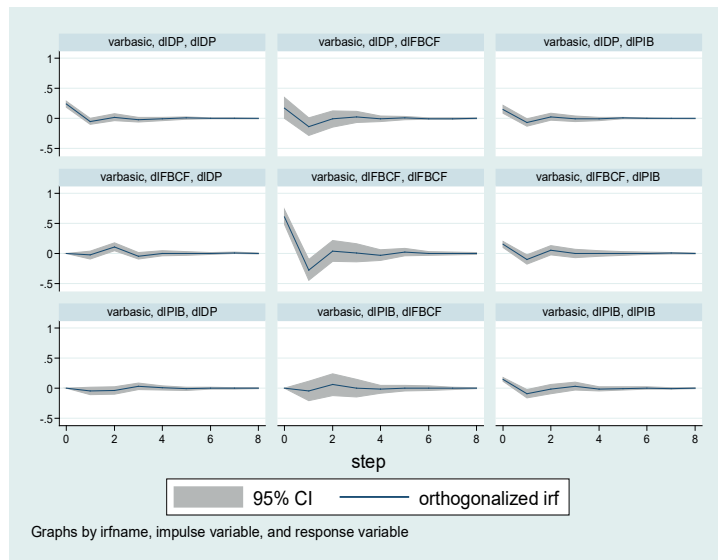 varbasic, dlDP, dlDP
varbasic, dlDP, dlFBCF
varbasic, dlDP, dlPIB
1
.5
0
-.5
varbasic, dlFBCF, dlDP
varbasic, dlFBCF, dlFBCF
varbasic, dlFBCF, dlPIB
1
.5
0
-.5
varbasic, dlPIB, dlDP
varbasic, dlPIB, dlFBCF
varbasic, dlPIB, dlPIB
1
.5
0
-.5
0 2 4 6 8
0 2 4 6 8
0 2 4 6 8
step
95% CI
orthogonalized irf
Graphs by irfname, impulse variable, and response variable